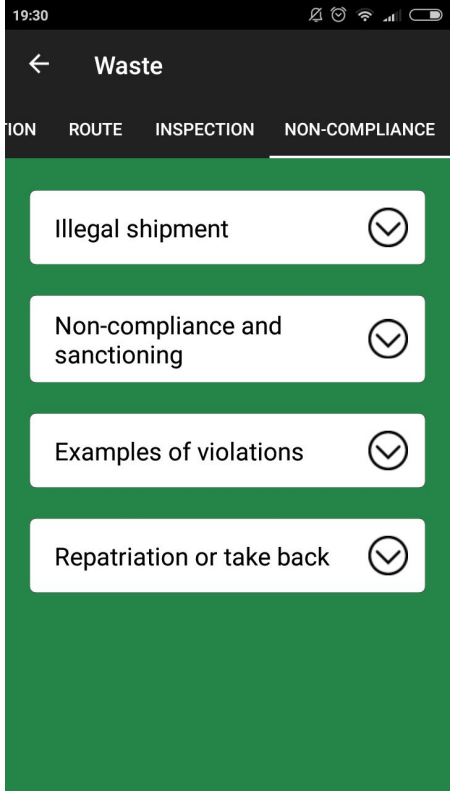 19:30
Waste
ION ROUTE INSPECTION NON-COMPLIANCE
Illegal shipment
Non-compliance and
sanctioning
Examples of violations
Repatriation or take back